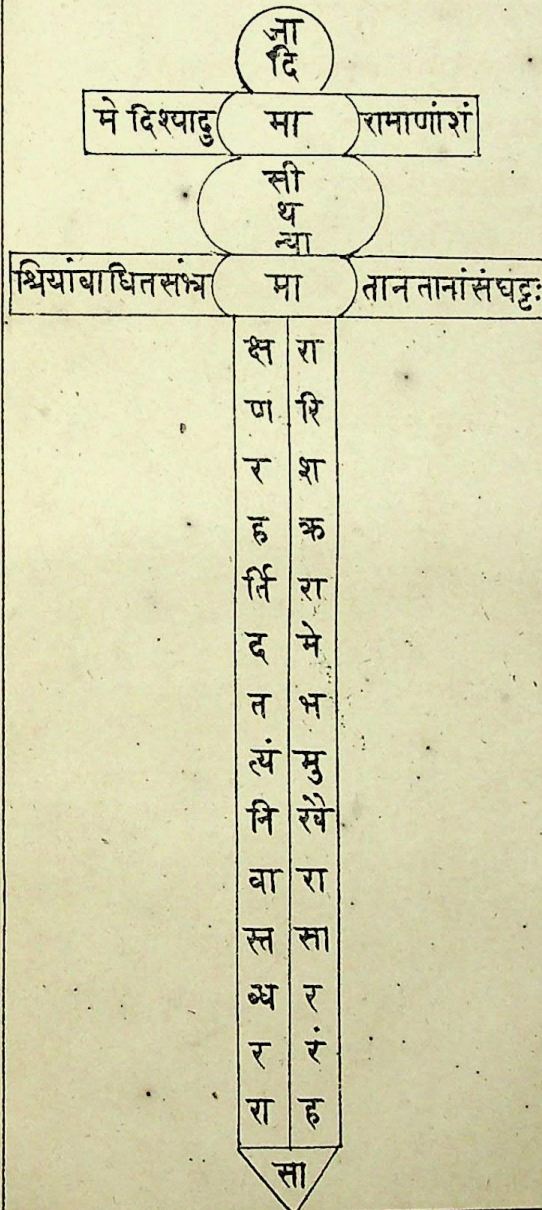 जा
दि
मे दिश्यादु मा रामाणांशं
सी
थ
न्या
श्रियांबाधितसंभ्र मा तानतानांसंघट्टः
क्ष रा
ण रि
र श
ह्र क्र
र्ति रा
द मे
त भ
त्यं मु
नि खै
वा रा
स्त सा
ब्ध र
र रं
रा ह
सा